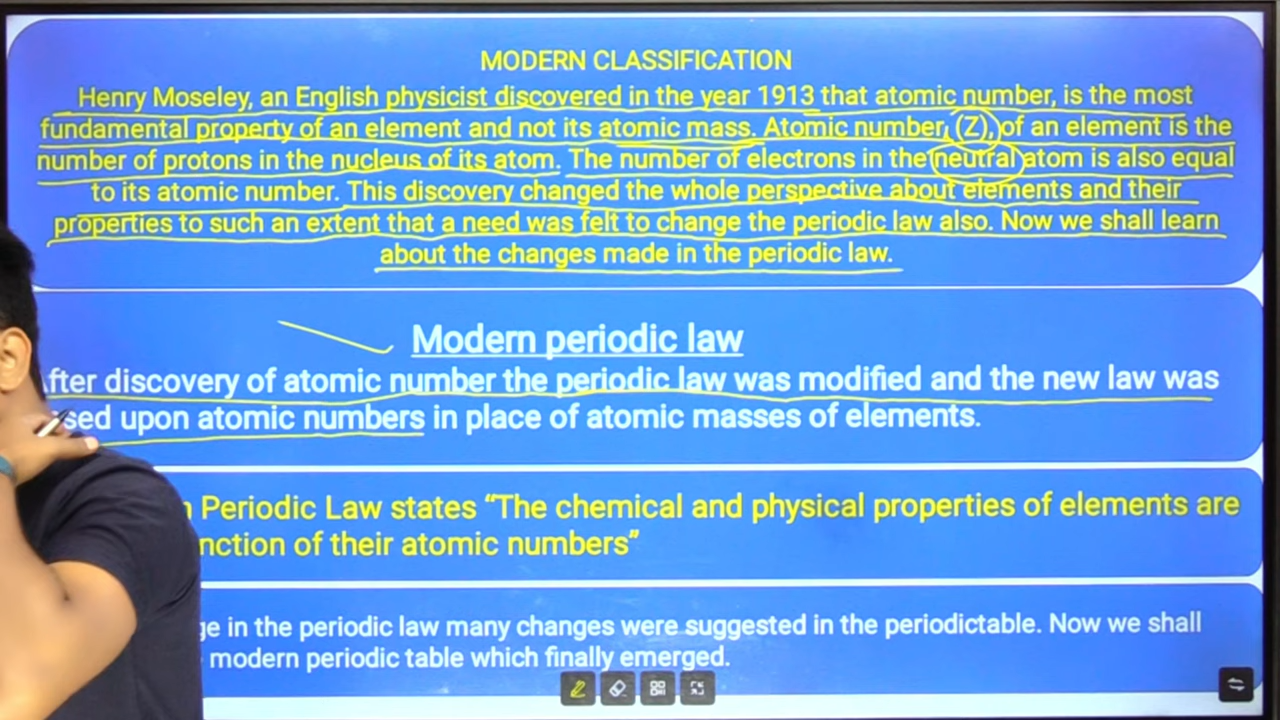 MODERN CLASSIFICATION
Henry Moseley, an English physicist discovered in the year 1913 that atomic number, is the most
fundamental property of an element and not its atomic mass. Atomic number, (Z), of an element is the
number of protons in the nucleus of its atom. The number of electrons in the neutral atom is also equal
to its atomic number. This discovery changed the whole perspective about elements and their
properties to such an extent that a need was felt to change the periodic law also. Now we shall learn
about the changes made in the periodic law.
Modern periodic law
fter discovery of atomic number the periodic law was modified and the new law was
sed upon atomic numbers in place of atomic masses of elements.
n Periodic Law states “The chemical and physical properties of elements are
nction of their atomic numbers”
ge in the periodic law many changes were suggested in the periodictable. Now we shall
modern periodic table which finally emerged.